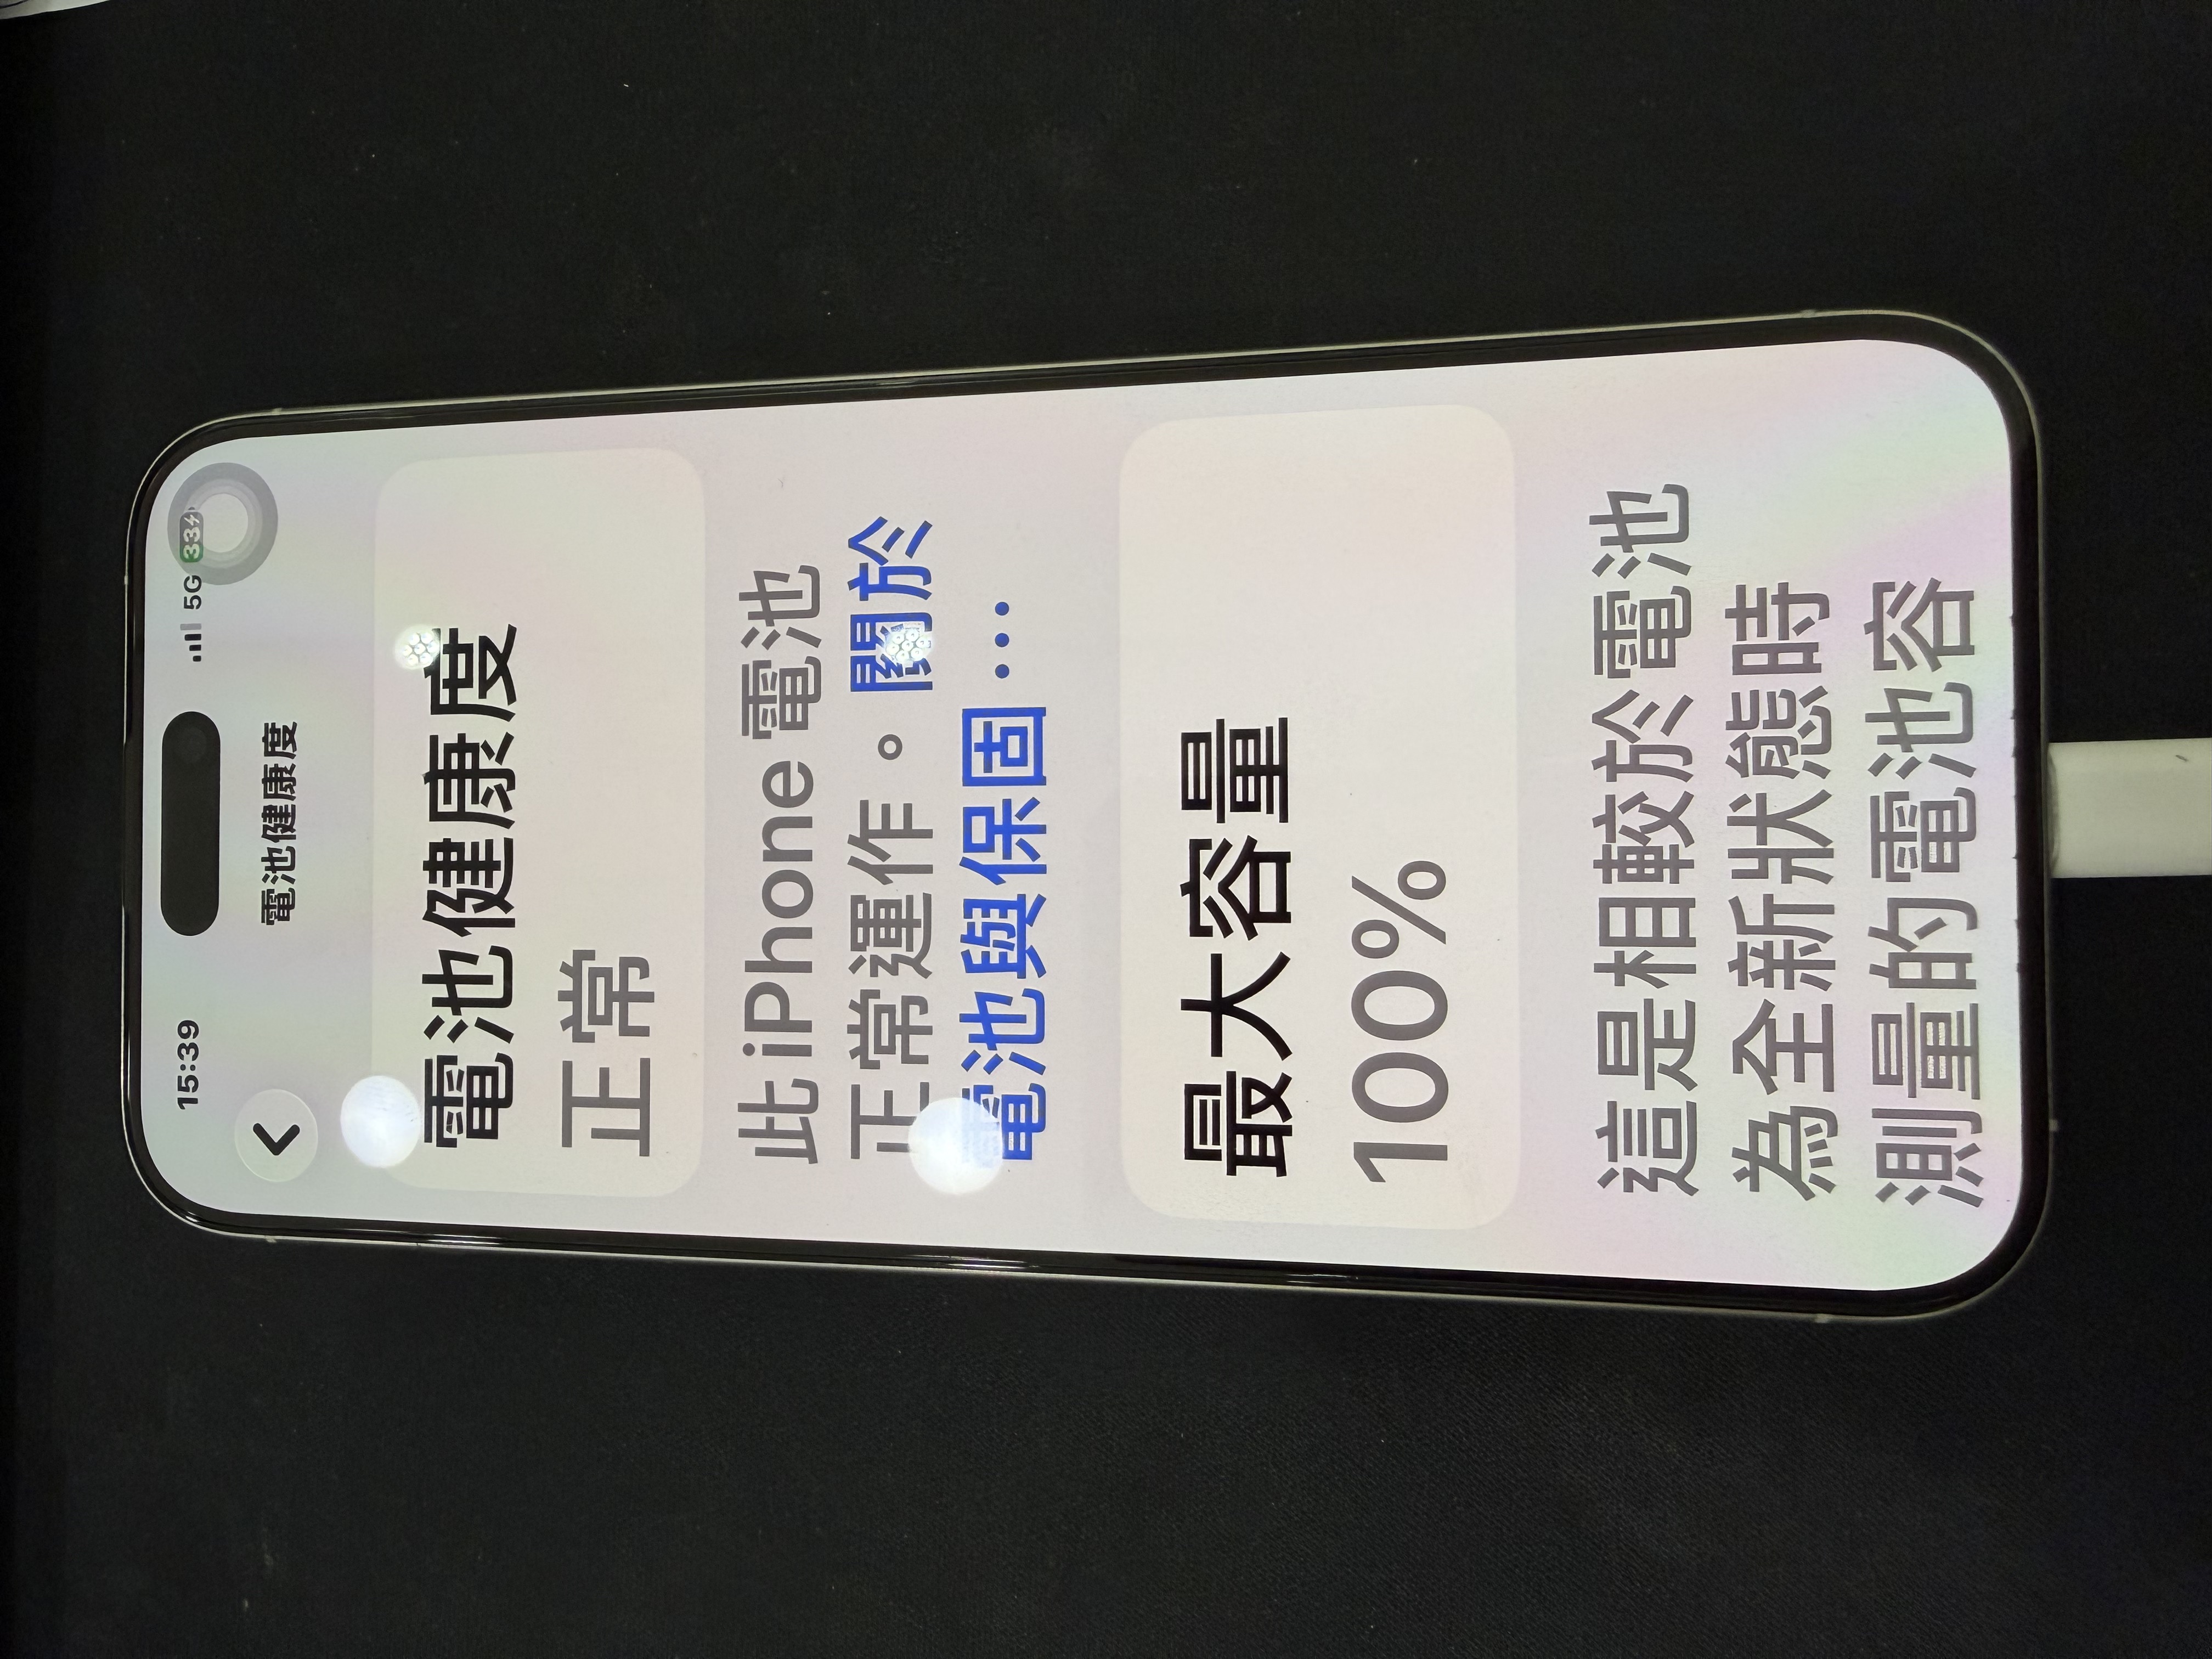 15:39
5G 33
電池健康度
電池健康度
正常
此 iPhone 電池
正常運作。關於
電池與保固⋯
最大容量
100%
這是相較於電池
為全新狀態時
測量的電池容